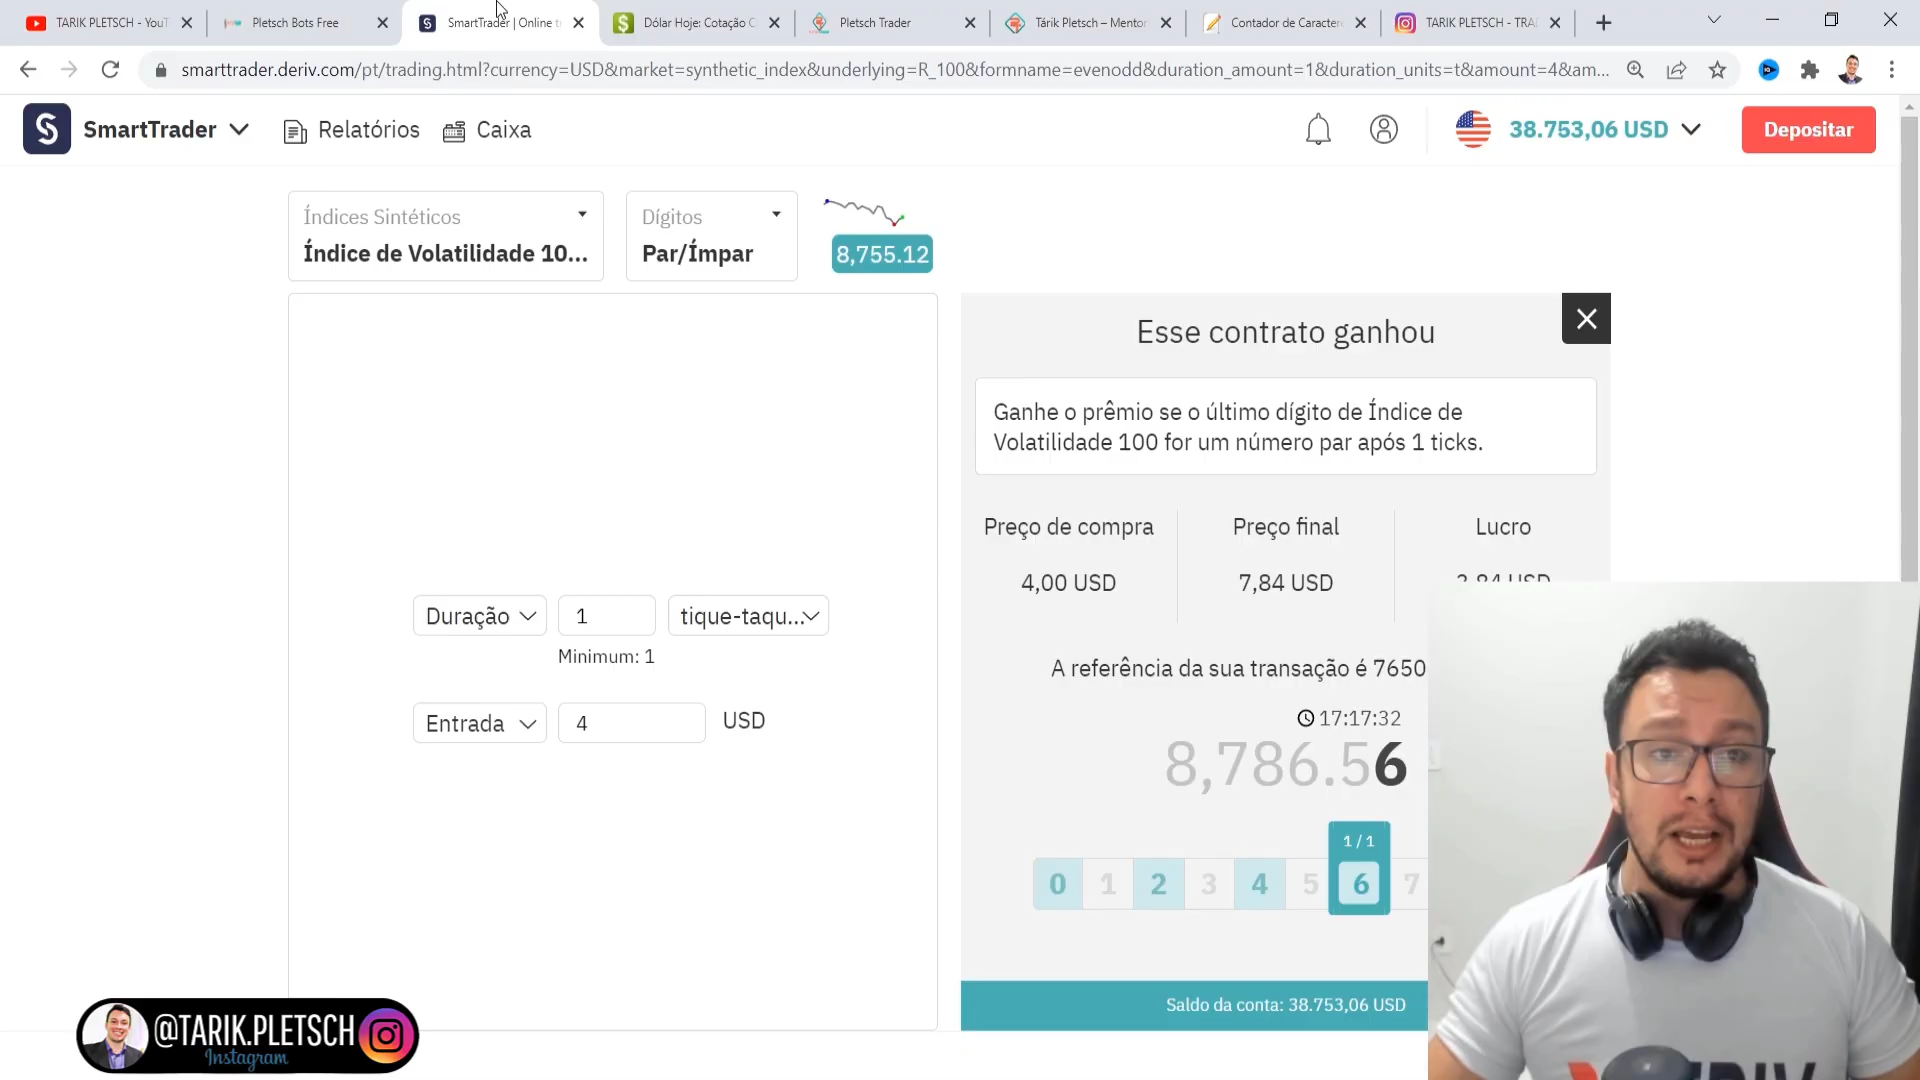 TARIK PLETSCH - YouT
Pletsch Bots Free
SmartTrader | Online t
Dólar Hoje: Cotação C
Pletsch Trader
Tárik Pletsch – Mentor
Contador de Caracter
TARIK PLETSCH - TRA
smarttrader.deriv.com/pt/trading.html?currency=USD&market=synthetic_index&underlying=R_100&formname=evenodd&duration_amount=1&duration_units=t&amount=4&am...
SmartTrader
Relatórios
Caixa
38.753,06 USD
Depositar
Índices Sintéticos
Índice de Volatilidade 10...
Dígitos
Par/Ímpar
8,755.12
Esse contrato ganhou
Ganhe o prêmio se o último dígito de Índice de
Volatilidade 100 for um número par após 1 ticks.
Preço de compra
Preço final
Lucro
4,00 USD
7,84 USD
3,84 USD
Duração
1
tique-taqu...
Minimum: 1
Entrada
4
USD
A referência da sua transação é 7650
17:17:32
8,786.56
1 / 1
0 1 2 3 4 5 6 7
Saldo da conta: 38.753,06 USD
@TARIK.PLETSCH
Instagram